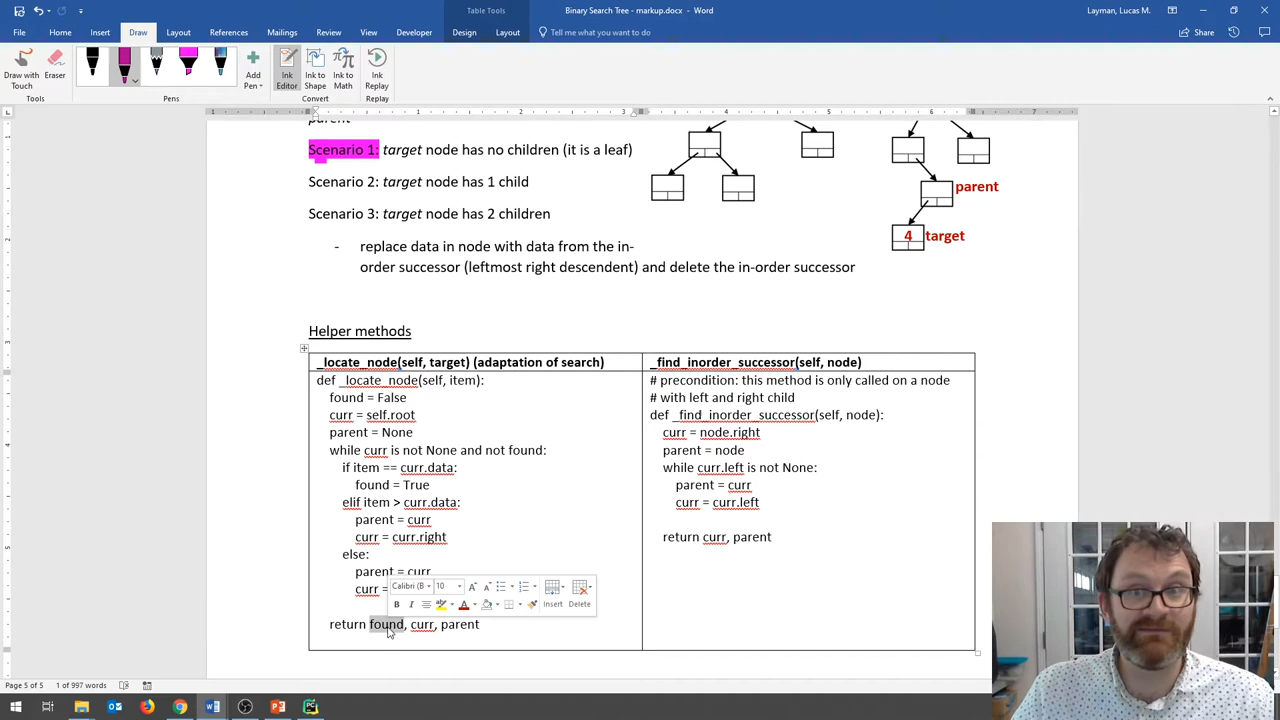 Table Tools
Binary Search Tree - markup.docx - Word
Layman, Lucas M.
File
Home
Insert
Draw
Layout
References
Mailings
Review
View
Developer
Design
Layout
Tell me what you want to do
Share
Draw with Touch
Eraser
Add Pen
Ink Editor
Ink to Shape
Ink to Math
Ink Replay
Tools
Pens
Convert
Replay
1 1 2 3 4 5 6 7
parent
Scenario 1: target node has no children (it is a leaf)
Scenario 2: target node has 1 child
Scenario 3: target node has 2 children
- replace data in node with data from the in-
order successor (leftmost right descendent) and delete the in-order successor
parent
4 target
Helper methods
_locate_node(self, target) (adaptation of search)
def _locate_node(self, item):
found = False
curr = self.root
parent = None
while curr is not None and not found:
if item == curr.data:
found = True
elif item > curr.data:
parent = curr
curr = curr.right
else:
parent = curr
curr =
return found, curr, parent
_find_inorder_successor(self, node)
# precondition: this method is only called on a node
# with left and right child
def _find_inorder_successor(self, node):
curr = node.right
parent = node
while curr.left is not None:
parent = curr
curr = curr.left
return curr, parent
Calibri (B
10
B I
Insert
Delete
Page 5 of 5
1 of 997 words